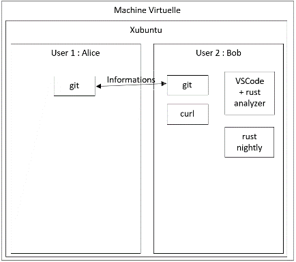 Machine Virtuelle
Xubuntu
User 1 : Alice
User 2 : Bob
git
Informations
git
VSCode
+ rust
analyzer
curl
rust
nightly